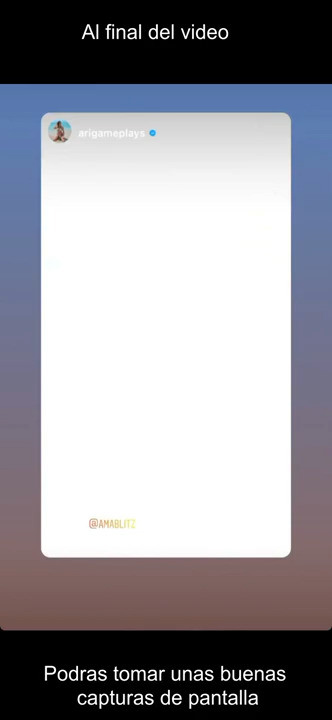 Al final del video
arigameplays
@AMABLITZ
Podras tomar unas buenas
capturas de pantalla